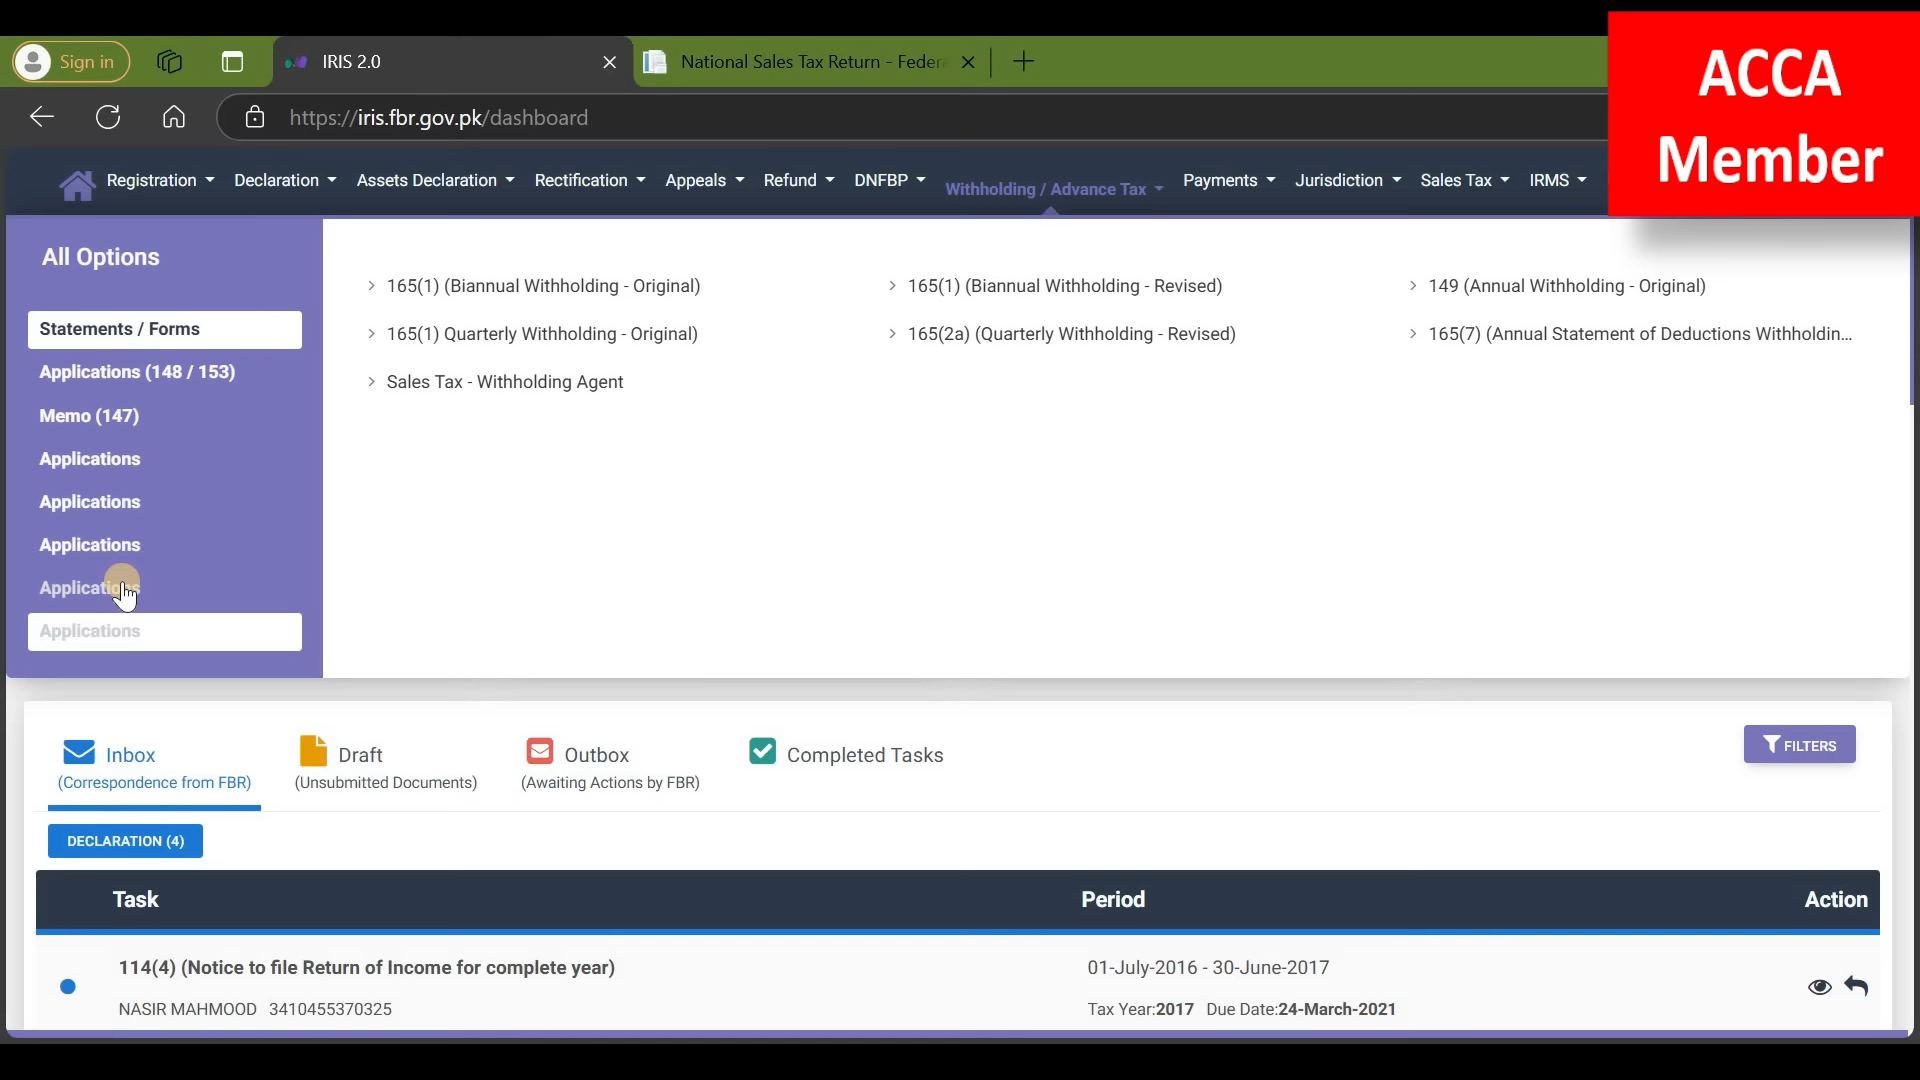 Sign in
IRIS 2.0
National Sales Tax Return - Feder
ACCA
Member
https://iris.fbr.gov.pk/dashboard
Registration Declaration Assets Declaration Rectification Appeals Refund DNFBP Withholding / Advance Tax Payments Jurisdiction Sales Tax IRMS
All Options
Statements / Forms
Applications (148 / 153)
Memo (147)
Applications
Applications
Applications
Applications
Applications
165(1) (Biannual Withholding - Original) 165(1) (Biannual Withholding - Revised) 149 (Annual Withholding - Original)
165(1) Quarterly Withholding - Original) 165(2a) (Quarterly Withholding - Revised) 165(7) (Annual Statement of Deductions Withholdin...
Sales Tax - Withholding Agent
Inbox Draft Outbox Completed Tasks
(Correspondence from FBR) (Unsubmitted Documents) (Awaiting Actions by FBR)
FILTERS
DECLARATION (4)
Task Period Action
114(4) (Notice to file Return of Income for complete year) 01-July-2016 - 30-June-2017
NASIR MAHMOOD 3410455370325 Tax Year:2017 Due Date:24-March-2021